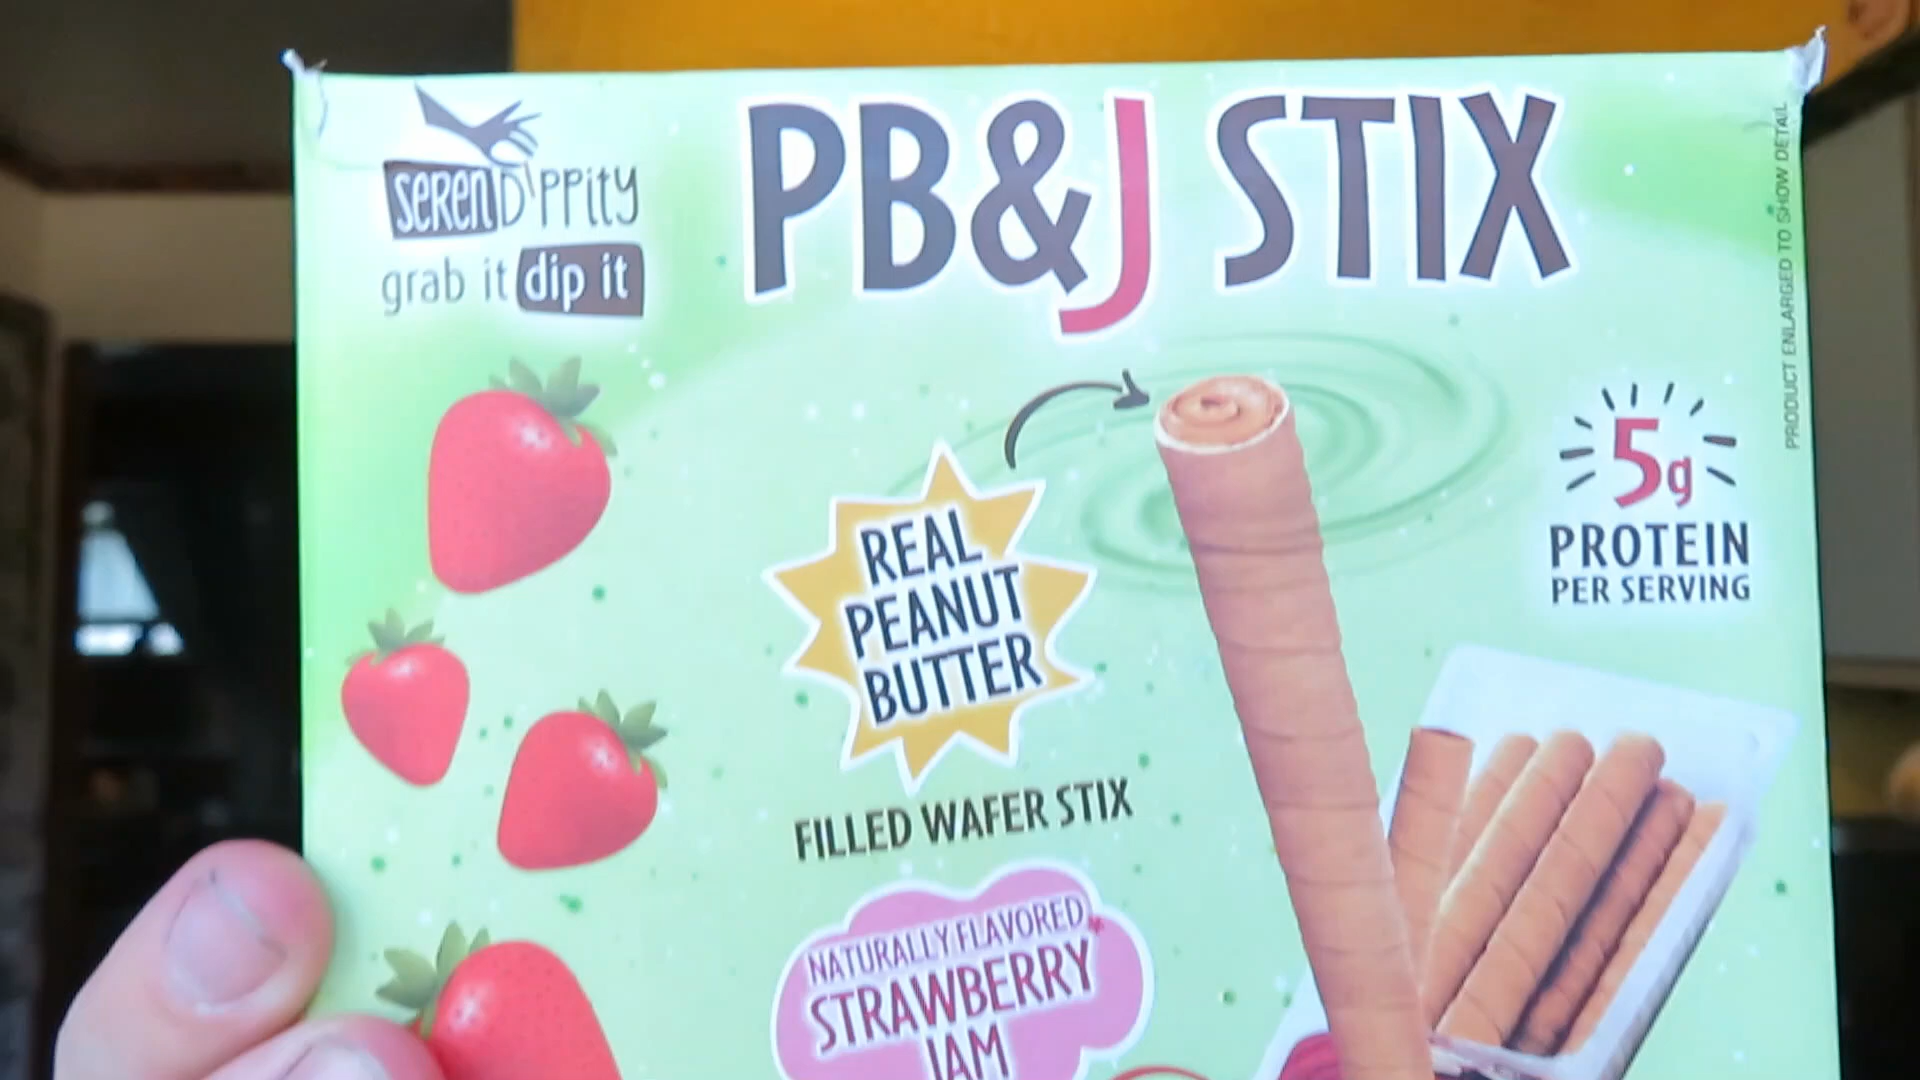 SERENDIPPITY
grab it dip it
PB&J STIX
PRODUCT ENLARGED TO SHOW DETAIL
5g
PROTEIN
PER SERVING
REAL
PEANUT
BUTTER
FILLED WAFER STIX
NATURALLY FLAVORED*
STRAWBERRY
JAM